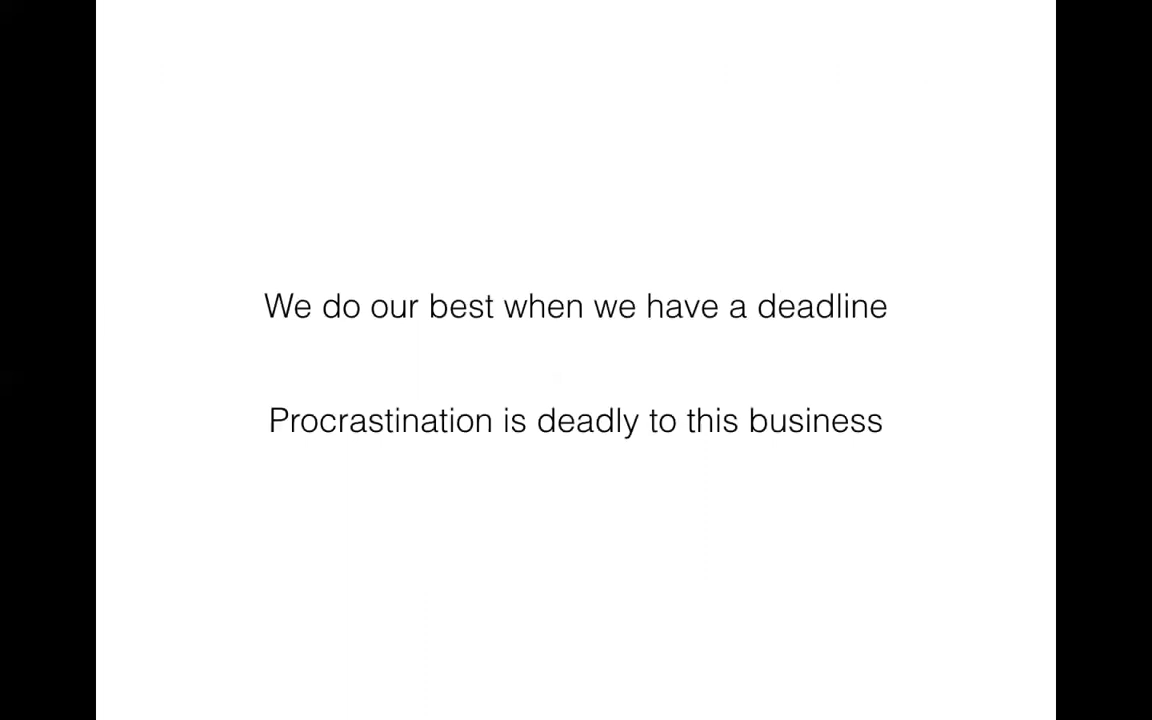 We do our best when we have a deadline
Procrastination is deadly to this business